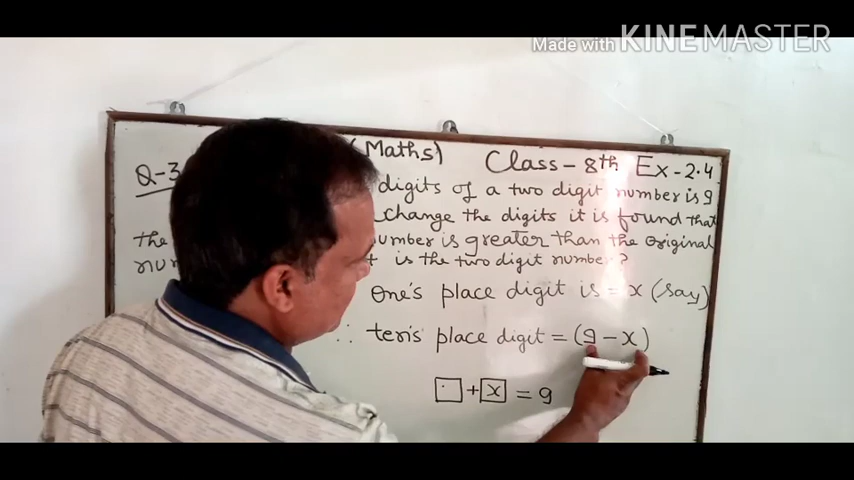 Made with KINEMASTER
(Maths) Class-8th Ex-2.4
Q-3 digits of a two digit number is 9
change the digits it is found that
The number is greater than the original
is the two digit number?
One's place digit is = x (say)
∴ ten's place digit = (9-x)
+ x = 9